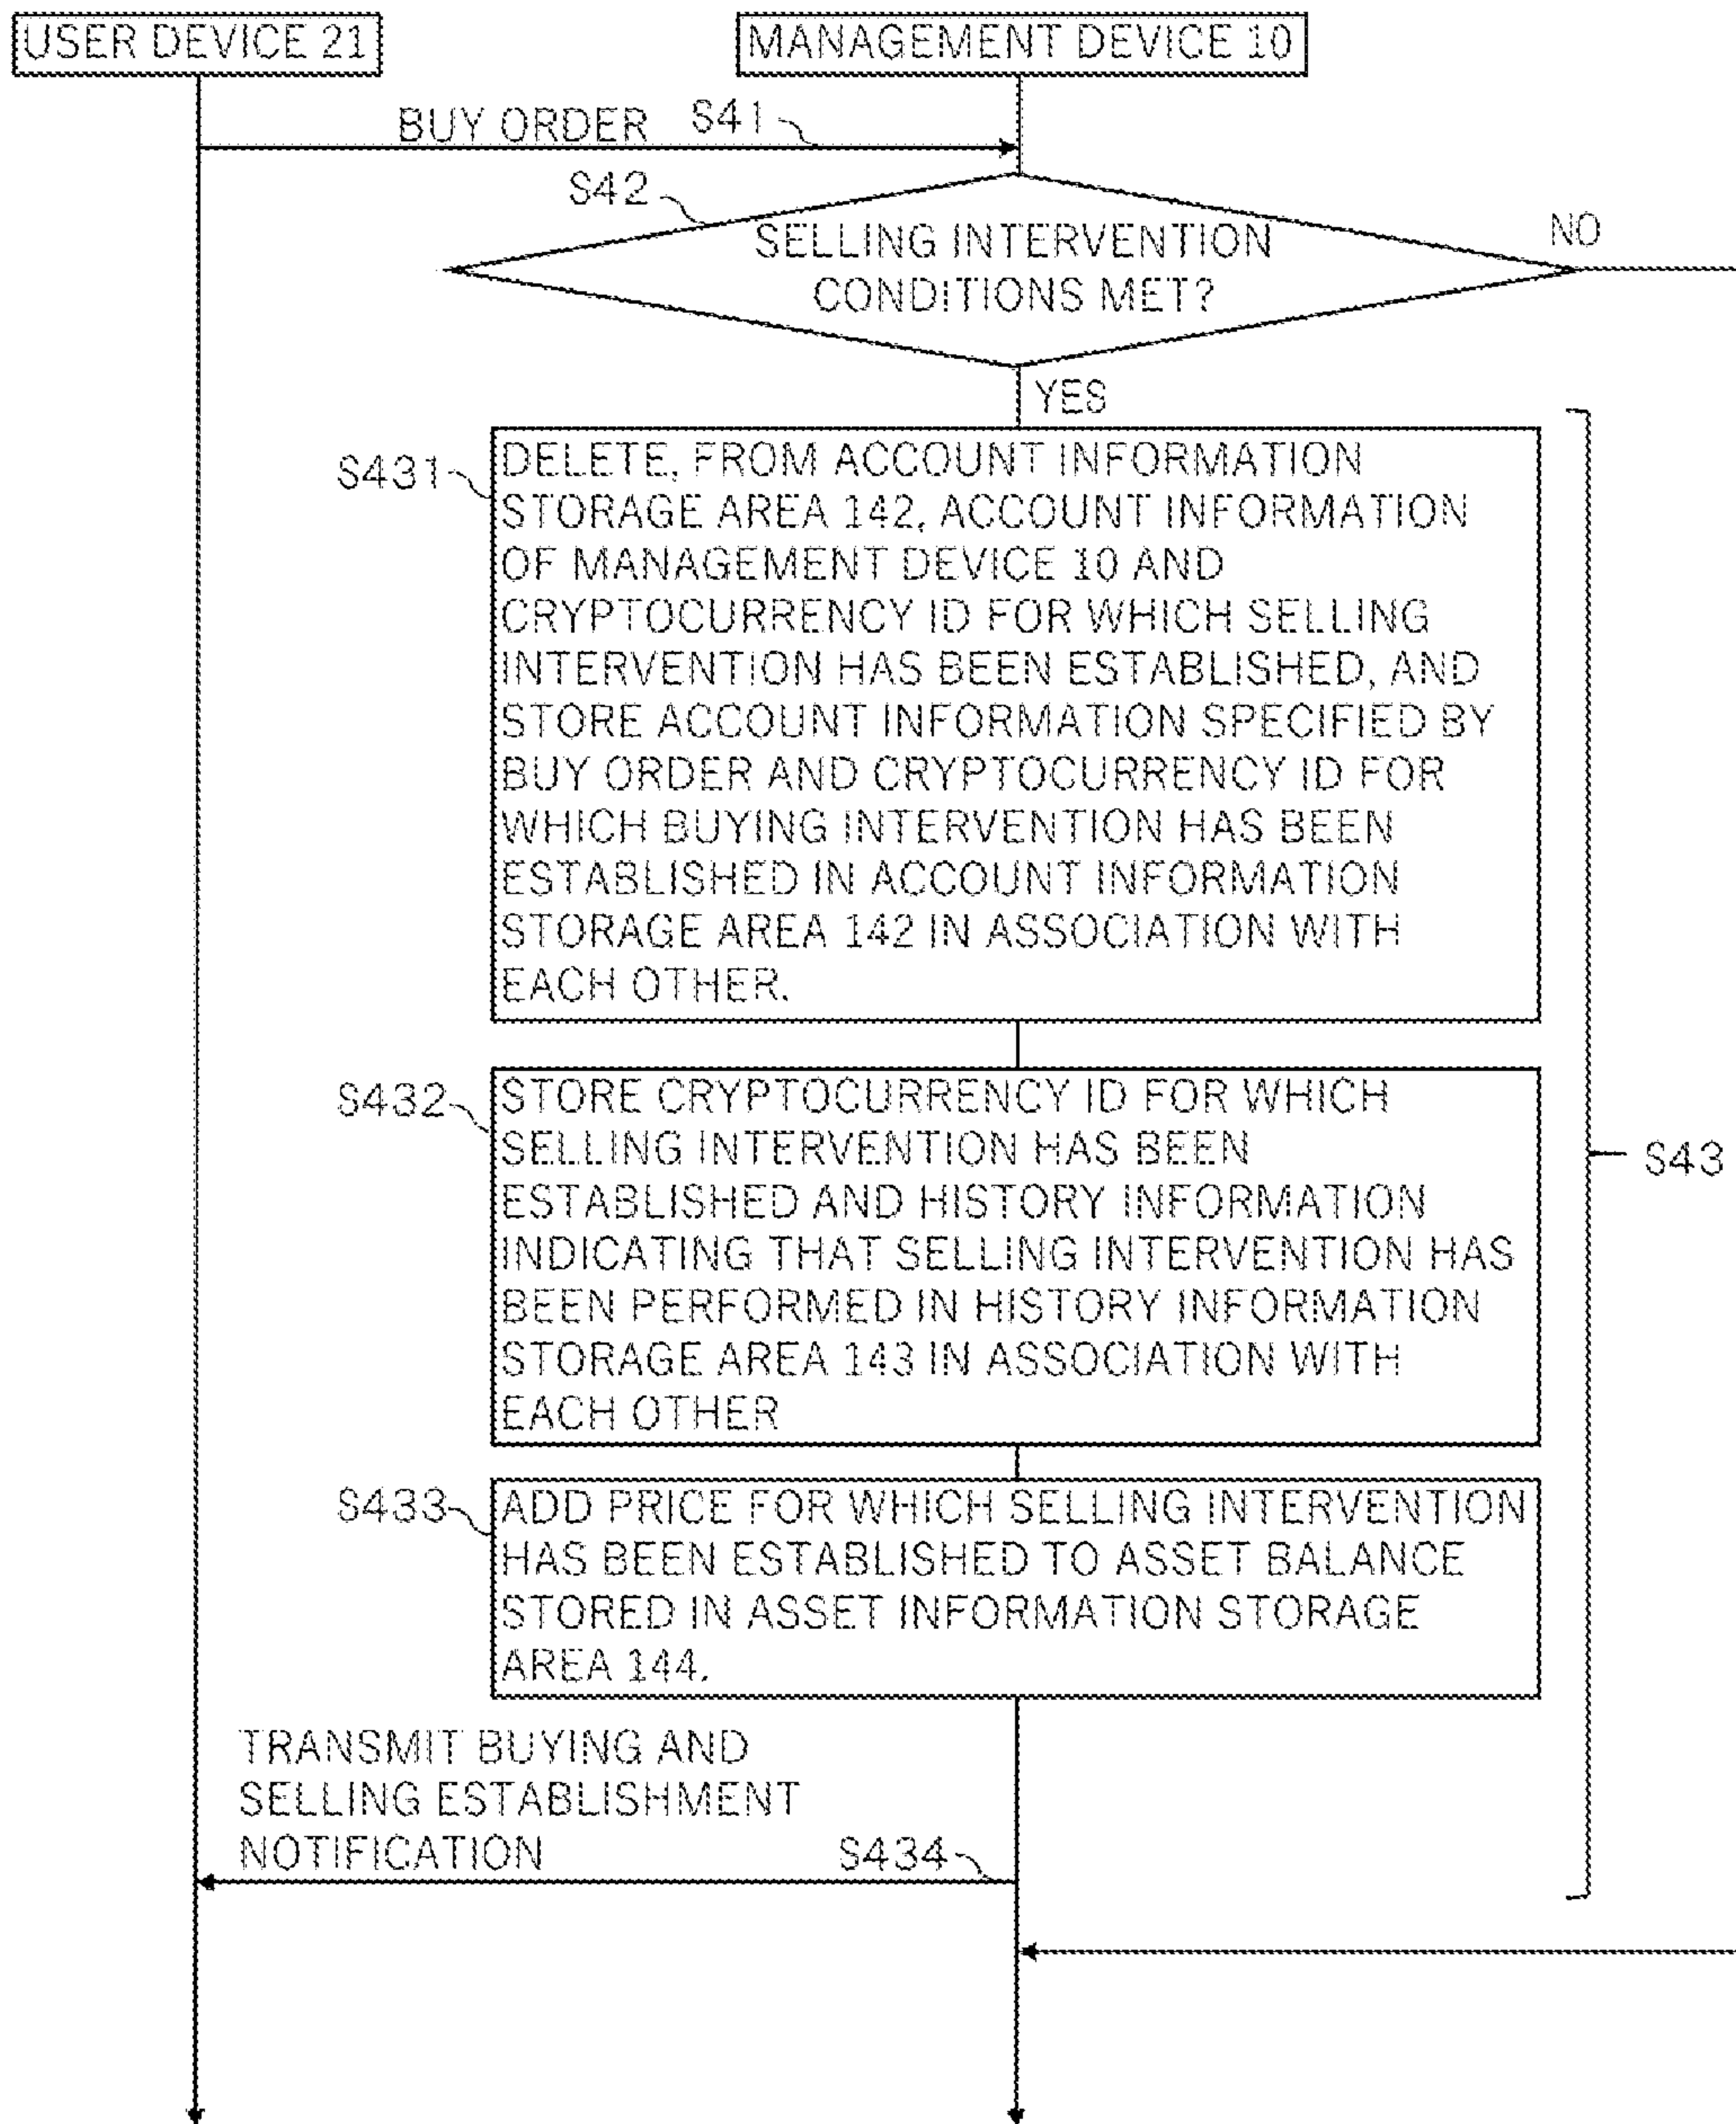 USER DEVICE 21
MANAGEMENT DEVICE 10
BUY ORDER
S41
S42
SELLING INTERVENTION
CONDITIONS MET?
NO
YES
S431
DELETE, FROM ACCOUNT INFORMATION
STORAGE AREA 142, ACCOUNT INFORMATION
OF MANAGEMENT DEVICE 10 AND
CRYPTOCURRENCY ID FOR WHICH SELLING
INTERVENTION HAS BEEN ESTABLISHED, AND
STORE ACCOUNT INFORMATION SPECIFIED BY
BUY ORDER AND CRYPTOCURRENCY ID FOR
WHICH BUYING INTERVENTION HAS BEEN
ESTABLISHED IN ACCOUNT INFORMATION
STORAGE AREA 142 IN ASSOCIATION WITH
EACH OTHER.
S432
STORE CRYPTOCURRENCY ID FOR WHICH
SELLING INTERVENTION HAS BEEN
ESTABLISHED AND HISTORY INFORMATION
INDICATING THAT SELLING INTERVENTION HAS
BEEN PERFORMED IN HISTORY INFORMATION
STORAGE AREA 143 IN ASSOCIATION WITH
EACH OTHER
S43
S433
ADD PRICE FOR WHICH SELLING INTERVENTION
HAS BEEN ESTABLISHED TO ASSET BALANCE
STORED IN ASSET INFORMATION STORAGE
AREA 144.
TRANSMIT BUYING AND
SELLING ESTABLISHMENT
NOTIFICATION
S434